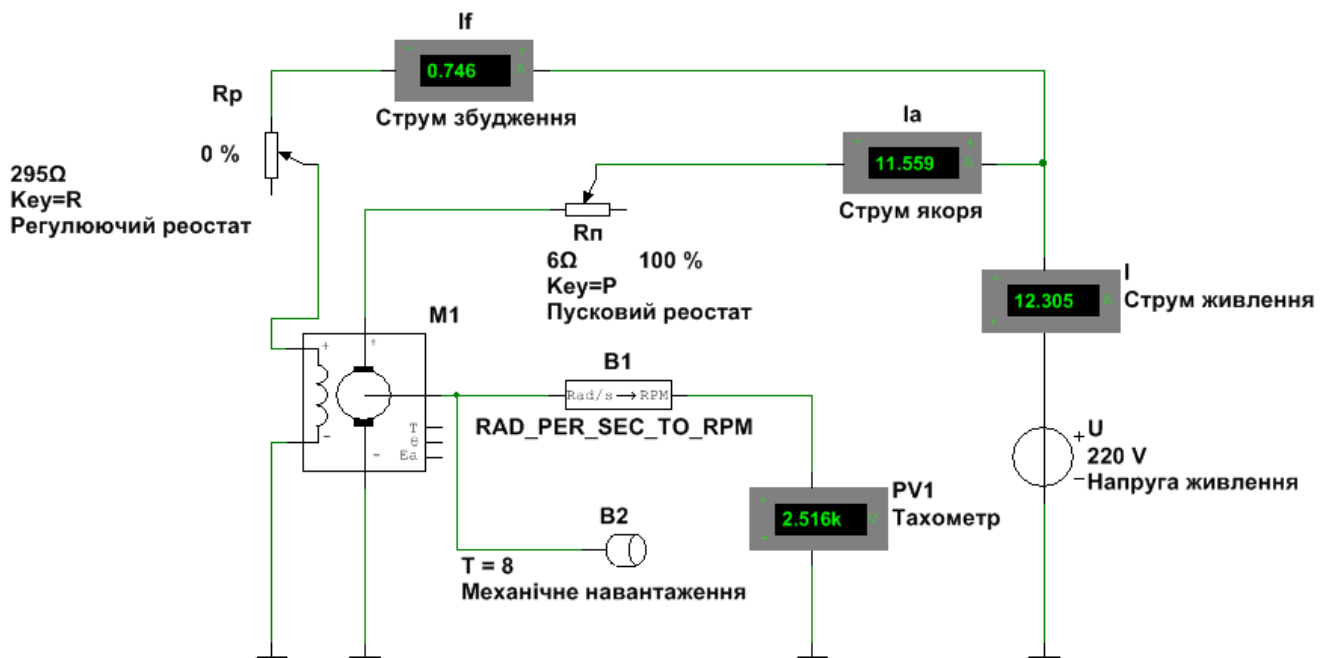 If
0.746 A
Струм збудження
Rр
0 %
295Ω
Key=R
Регулюючий реостат
Ia
11.559 A
Струм якоря
Rп
6Ω 100 %
Key=P
Пусковий реостат
I
12.305 A
Струм живлення
M1
T
θ
Ea
B1
Rad/s → RPM
RAD_PER_SEC_TO_RPM
U
220 V
Напруга живлення
PV1
2.516k V
Тахометр
B2
T = 8
Механічне навантаження